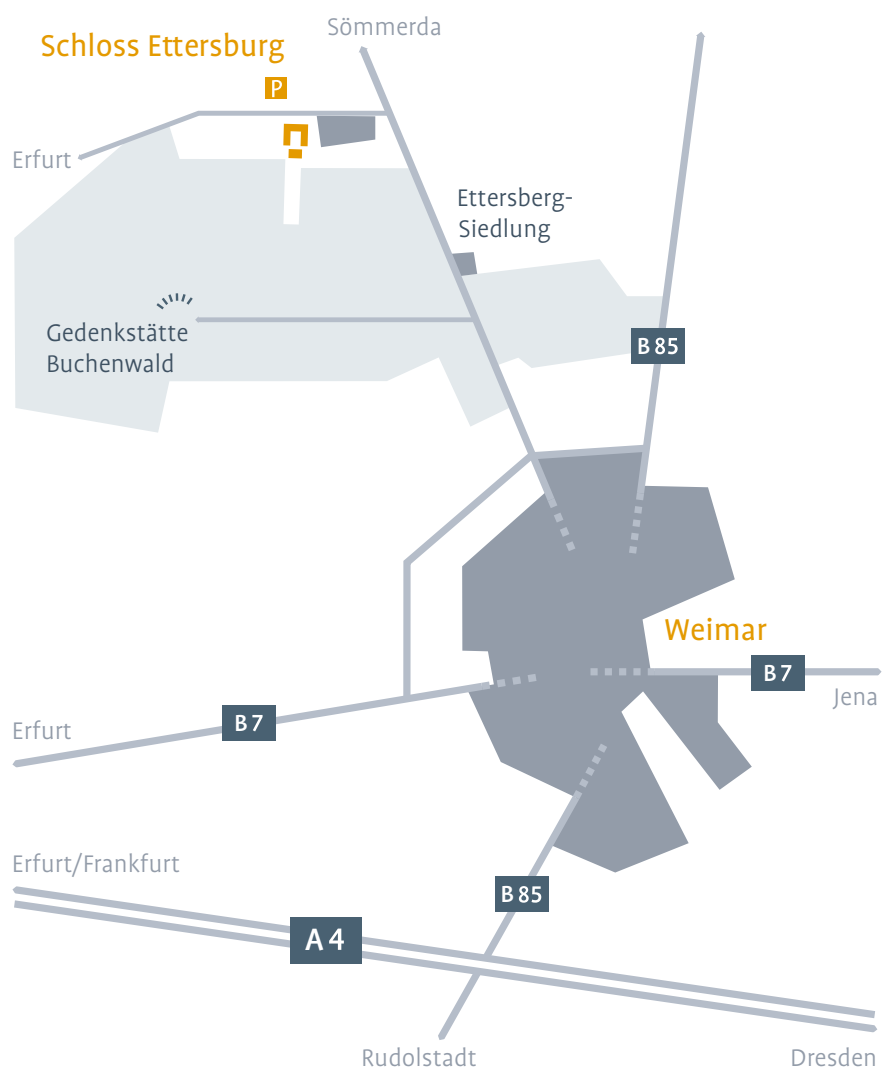 Sömmerda
Schloss Ettersburg
P
Erfurt
Ettersberg-
Siedlung
Gedenkstätte
Buchenwald
B 85
Weimar
B 7
Jena
B 7
Erfurt
Erfurt/Frankfurt
B 85
A 4
Rudolstadt
Dresden